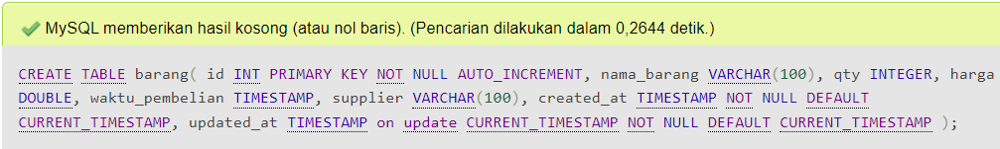 MySQL memberikan hasil kosong (atau nol baris). (Pencarian dilakukan dalam 0,2644 detik.)
CREATE TABLE barang( id INT PRIMARY KEY NOT NULL AUTO_INCREMENT, nama_barang VARCHAR(100), qty INTEGER, harga
DOUBLE, waktu_pembelian TIMESTAMP, supplier VARCHAR(100), created_at TIMESTAMP NOT NULL DEFAULT
CURRENT_TIMESTAMP, updated_at TIMESTAMP on update CURRENT_TIMESTAMP NOT NULL DEFAULT CURRENT_TIMESTAMP );